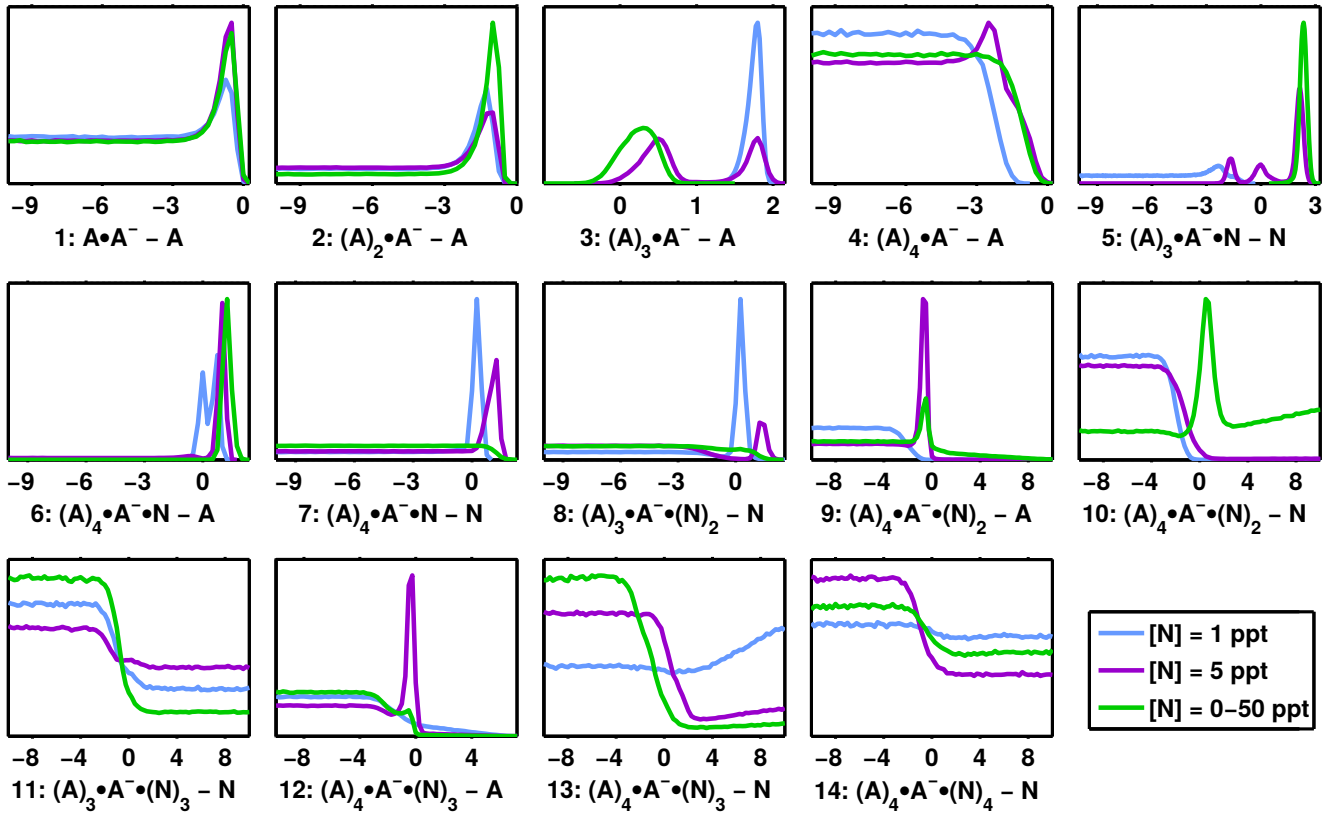 −9 −6 −3 0
1: A•A⁻ − A
−9 −6 −3 0
2: (A)₂•A⁻ − A
0 1 2
3: (A)₃•A⁻ − A
−9 −6 −3 0
4: (A)₄•A⁻ − A
−9 −6 −3 0 3
5: (A)₃•A⁻•N − N
−9 −6 −3 0
6: (A)₄•A⁻•N − A
−9 −6 −3 0
7: (A)₄•A⁻•N − N
−9 −6 −3 0
8: (A)₃•A⁻•(N)₂ − N
−8 −4 0 4 8
9: (A)₄•A⁻•(N)₂ − A
−8 −4 0 4 8
10: (A)₄•A⁻•(N)₂ − N
−8 −4 0 4 8
11: (A)₃•A⁻•(N)₃ − N
−8 −4 0 4
12: (A)₄•A⁻•(N)₃ − A
−8 −4 0 4 8
13: (A)₄•A⁻•(N)₃ − N
−8 −4 0 4 8
14: (A)₄•A⁻•(N)₄ − N
[N] = 1 ppt
[N] = 5 ppt
[N] = 0−50 ppt